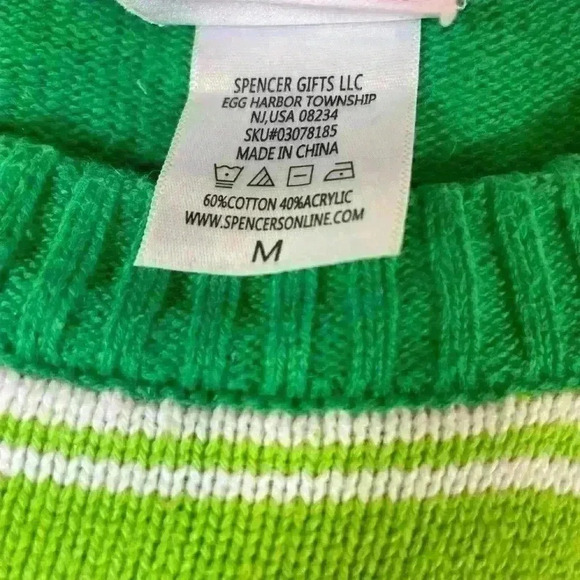 SPENCER GIFTS LLC
EGG HARBOR TOWNSHIP
NJ,USA 08234
SKU#03078185
MADE IN CHINA
60%COTTON 40%ACRYLIC
WWW.SPENCERSONLINE.COM
M